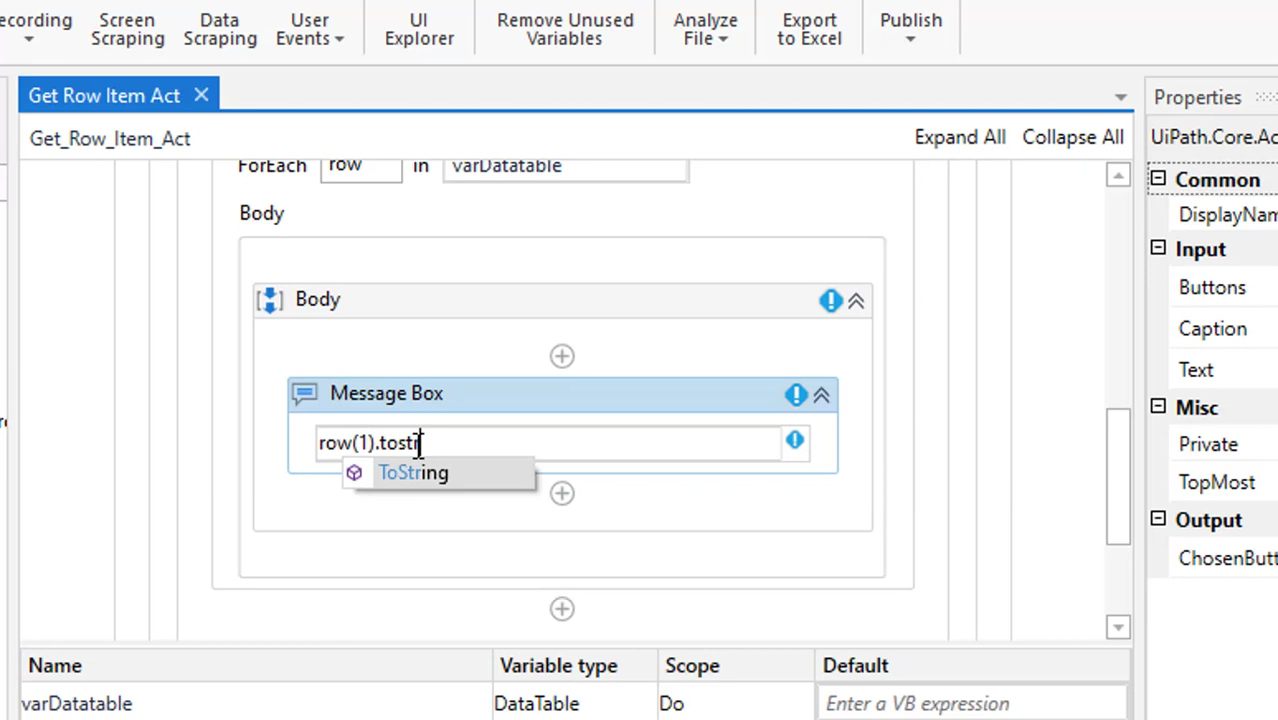 ecording
Screen Scraping
Data Scraping
User Events
UI Explorer
Remove Unused Variables
Analyze File
Export to Excel
Publish
Get Row Item Act
Properties
Get_Row_Item_Act
Expand All
Collapse All
UiPath.Core.Ac
ForEach row in varDatatable
Common
DisplayNam
Body
Input
Body
Buttons
Caption
Text
Message Box
Misc
row(1).tostr
Private
ToString
TopMost
Output
ChosenButt
Name Variable type Scope Default
varDatatable DataTable Do Enter a VB expression